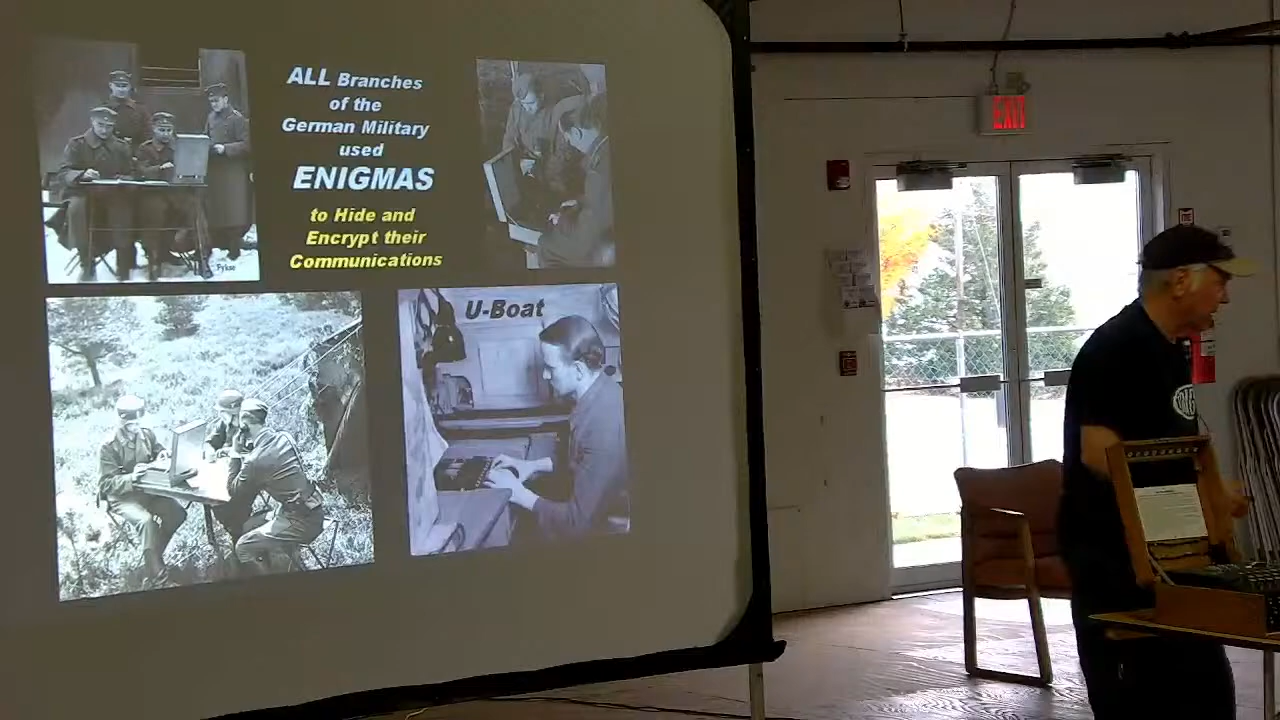 ALL Branches
of the
German Military
used
ENIGMAS
to Hide and
Encrypt their
Communications
U-Boat
EXIT